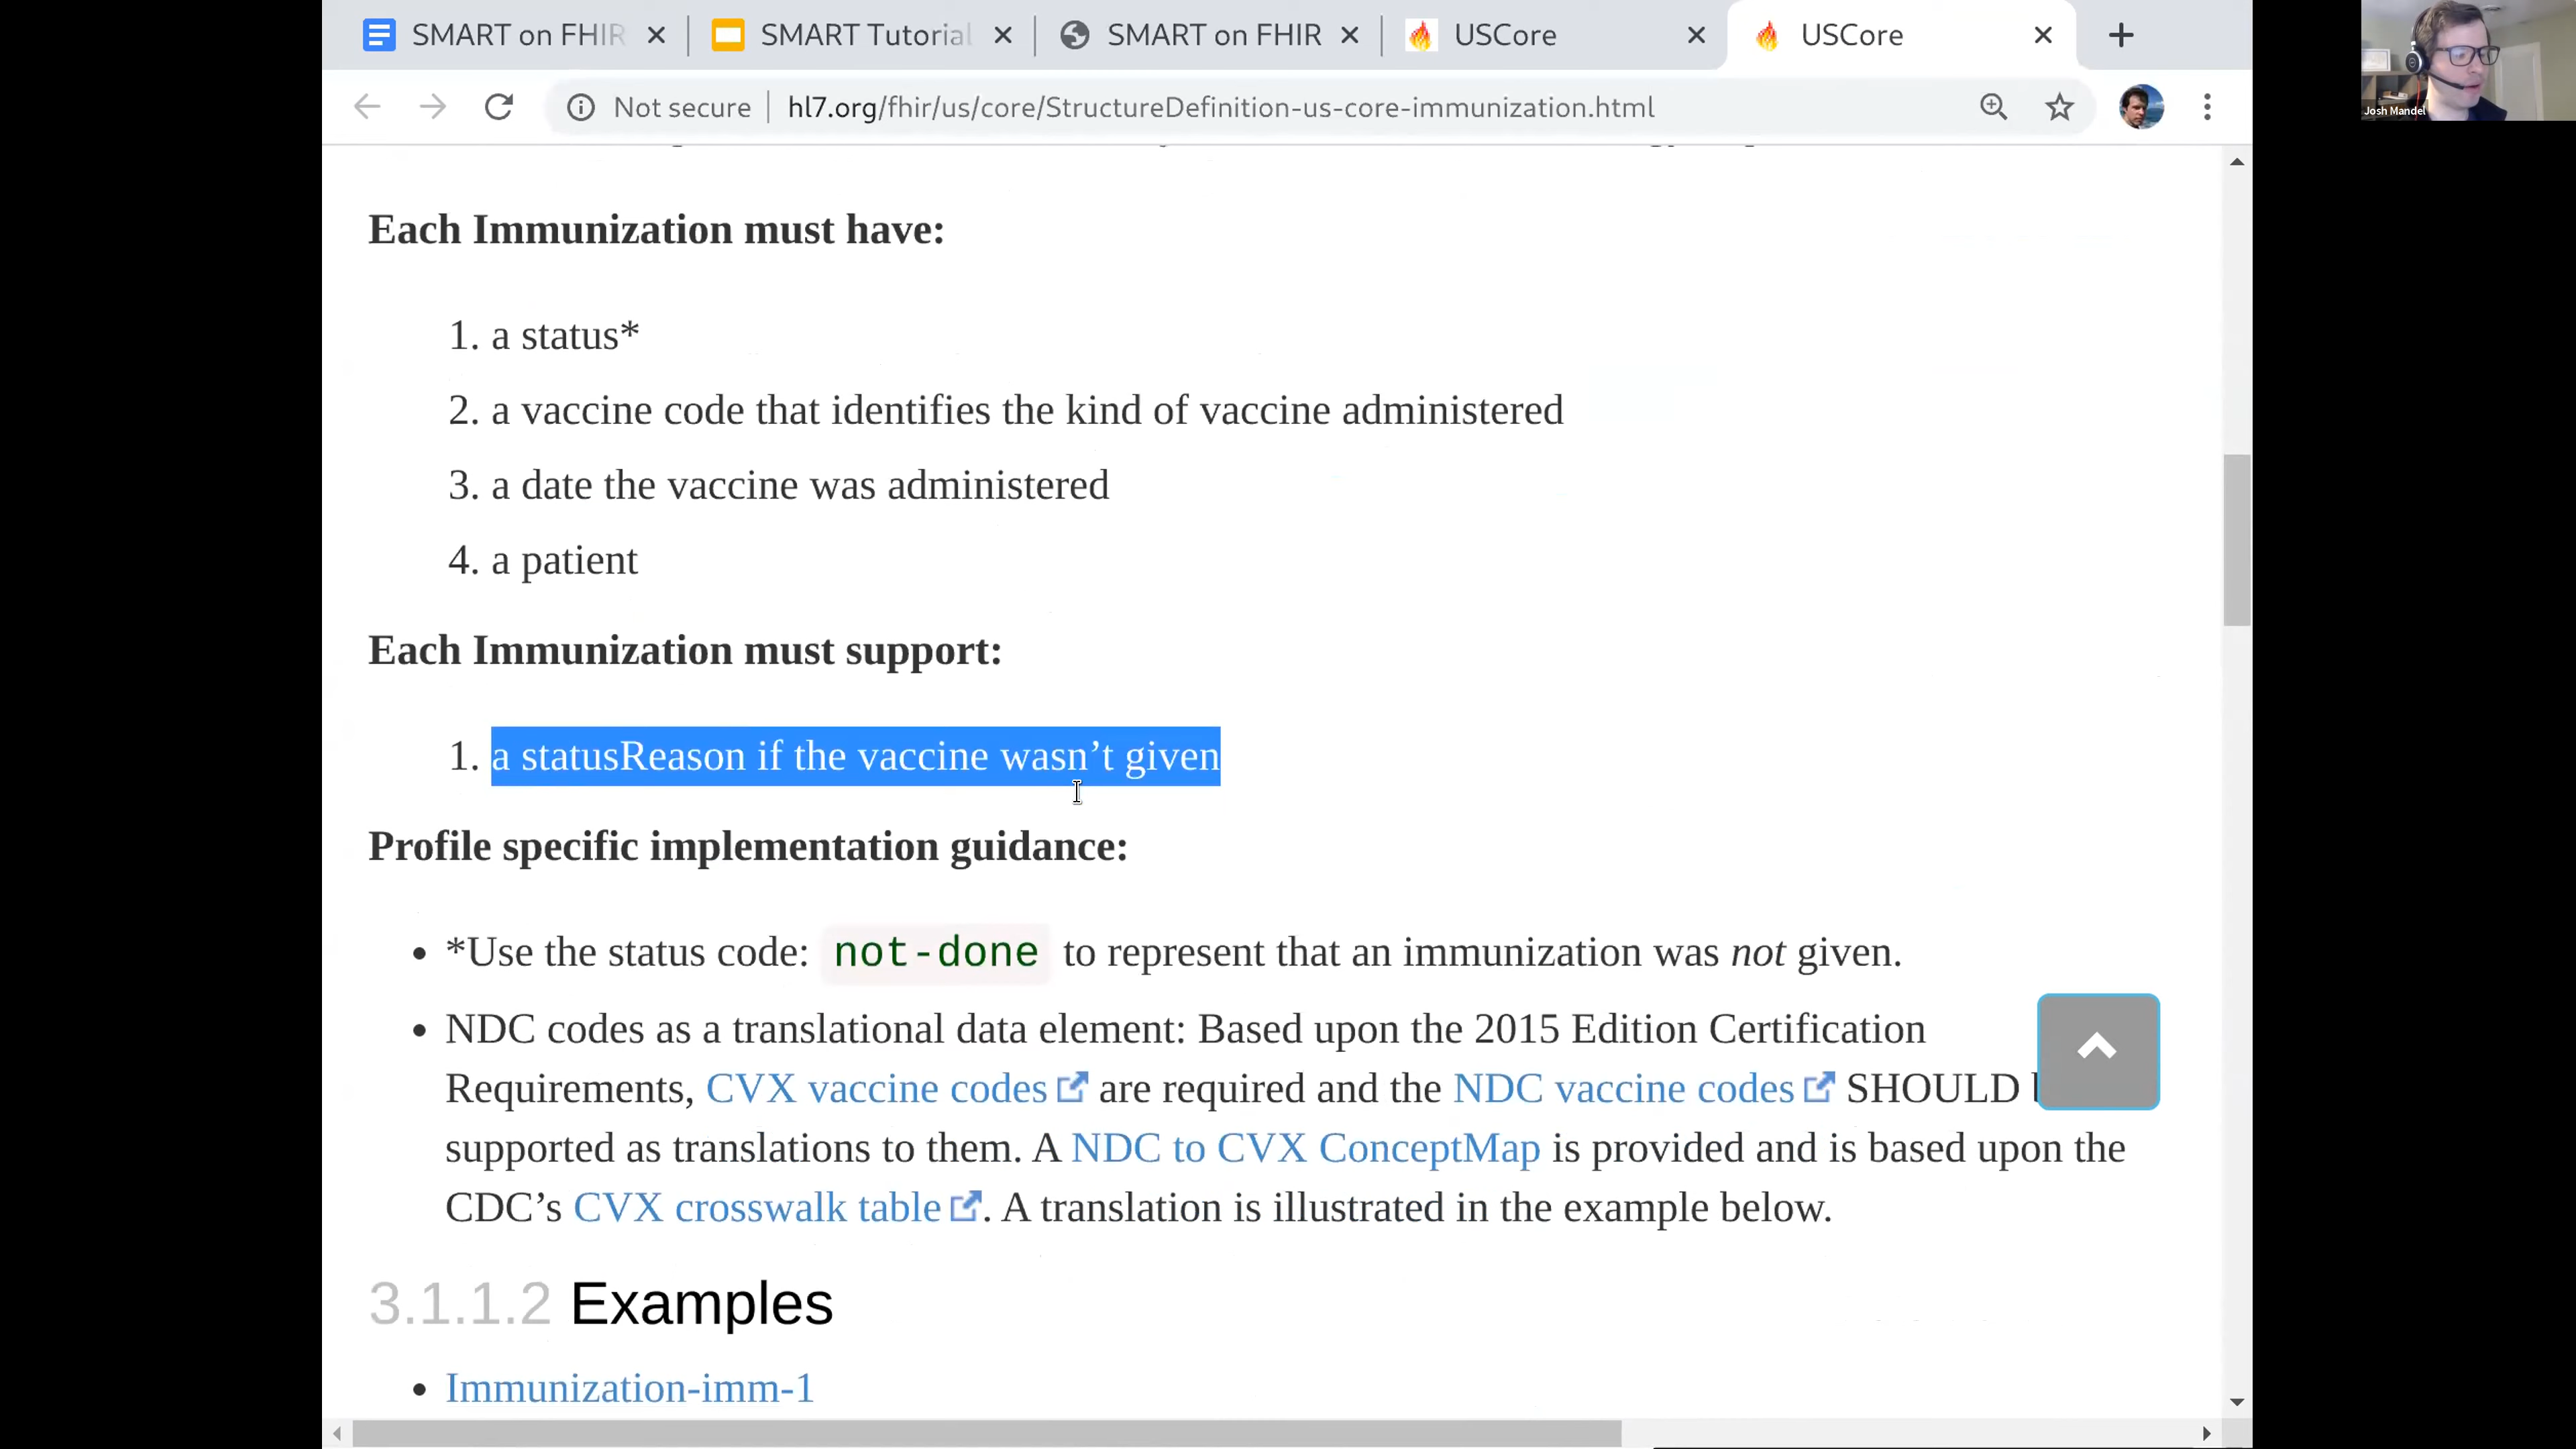 SMART on FHIR
SMART Tutorial
SMART on FHIR
USCore
USCore
Not secure
hl7.org/fhir/us/core/StructureDefinition-us-core-immunization.html
Josh Mandel
Each Immunization must have:
1. a status*
2. a vaccine code that identifies the kind of vaccine administered
3. a date the vaccine was administered
4. a patient
Each Immunization must support:
1. a statusReason if the vaccine wasn’t given
Profile specific implementation guidance:
*Use the status code: not-done to represent that an immunization was not given.
NDC codes as a translational data element: Based upon the 2015 Edition Certification
Requirements, CVX vaccine codes are required and the NDC vaccine codes SHOULD
supported as translations to them. A NDC to CVX ConceptMap is provided and is based upon the
CDC’s CVX crosswalk table. A translation is illustrated in the example below.
3.1.1.2 Examples
Immunization-imm-1